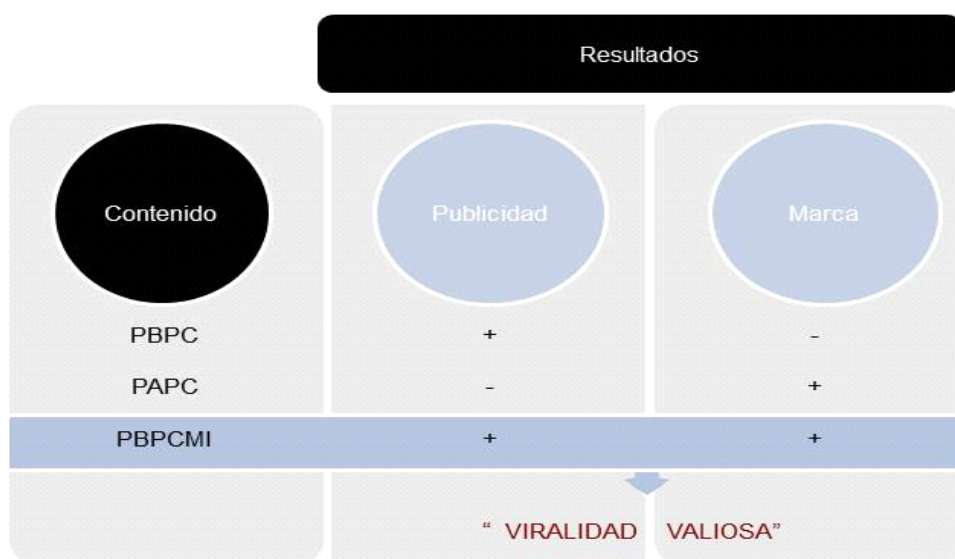 Resultados
Contenido Publicidad Marca
PBPC + -
PAPC - +
PBPCMI + +
“ VIRALIDAD VALIOSA”